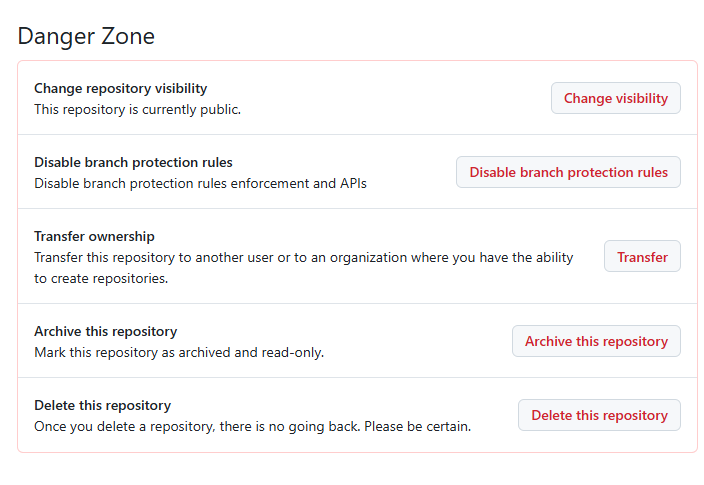 Danger Zone
Change repository visibility
This repository is currently public.
Change visibility
Disable branch protection rules
Disable branch protection rules enforcement and APIs
Disable branch protection rules
Transfer ownership
Transfer this repository to another user or to an organization where you have the ability
to create repositories.
Transfer
Archive this repository
Mark this repository as archived and read-only.
Archive this repository
Delete this repository
Once you delete a repository, there is no going back. Please be certain.
Delete this repository